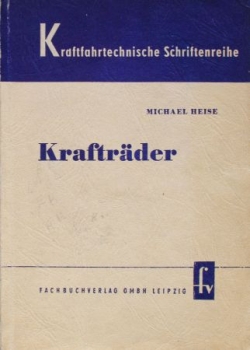 Kraftfahrtechnische Schriftenreihe
MICHAEL HEISE
Krafträder
FACHBUCHVERLAG GMBH LEIPZIG
fv